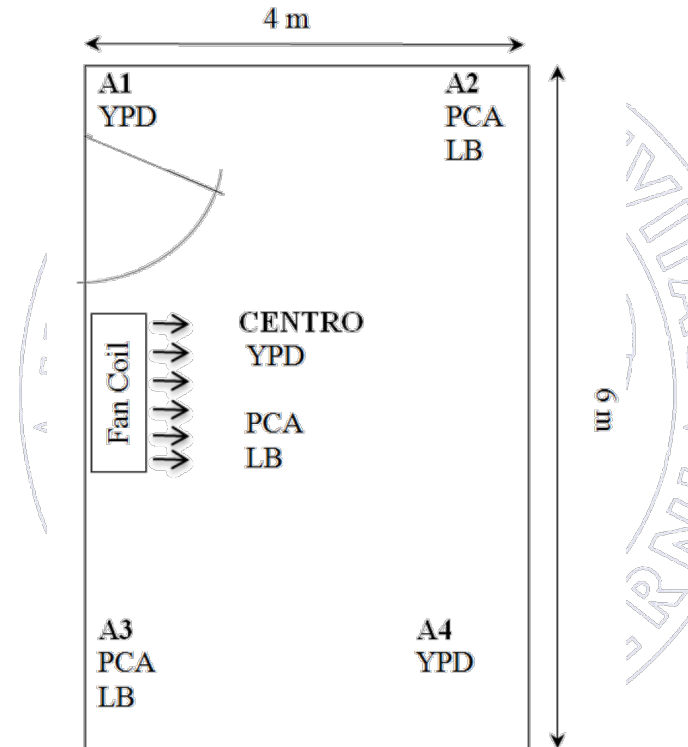 4 m
A1
YPD
A2
PCA
LB
CENTRO
YPD
PCA
LB
Fan Coil
6 m
A3
PCA
LB
A4
YPD